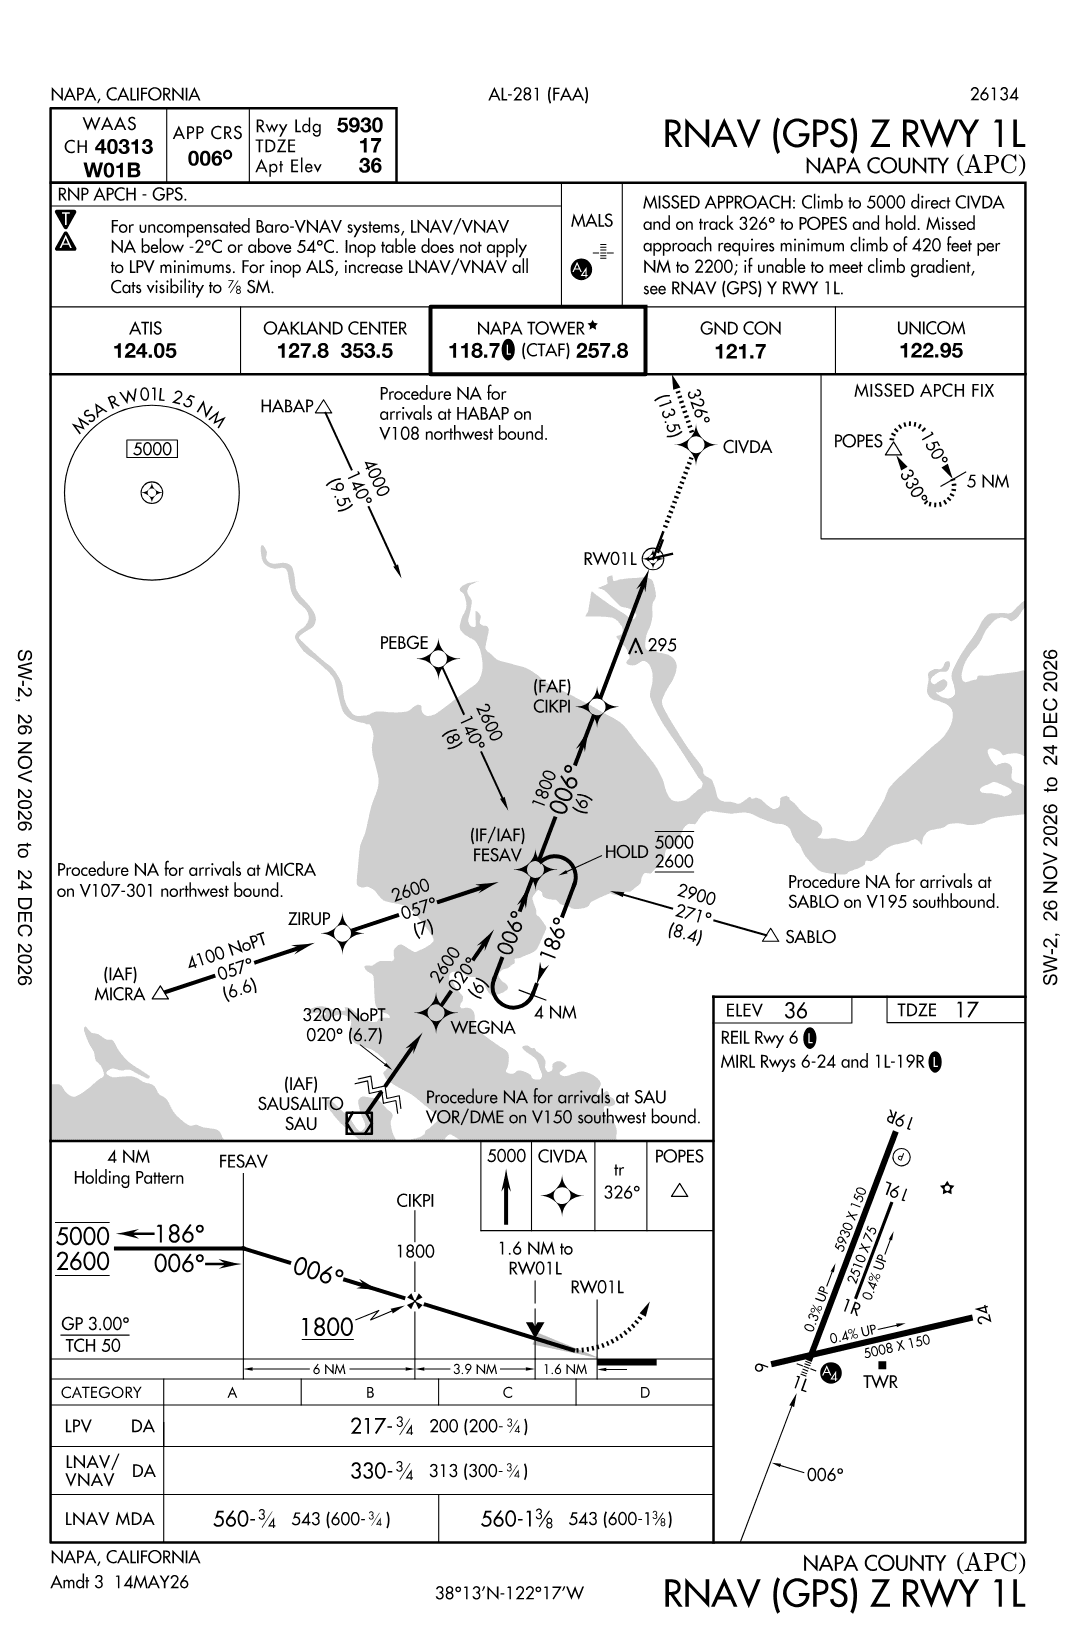 NAPA, CALIFORNIA
AL-281 (FAA)
26134
WAAS
CH 40313
W01B
APP CRS
006°
Rwy Ldg 5930
TDZE 17
Apt Elev 36
RNAV (GPS) Z RWY 1L
NAPA COUNTY (APC)
RNP APCH - GPS.
T
A
For uncompensated Baro-VNAV systems, LNAV/VNAV
NA below -2°C or above 54°C. Inop table does not apply
to LPV minimums. For inop ALS, increase LNAV/VNAV all
Cats visibility to ⅞ SM.
MALS
A4
MISSED APPROACH: Climb to 5000 direct CIVDA
and on track 326° to POPES and hold. Missed
approach requires minimum climb of 420 feet per
NM to 2200; if unable to meet climb gradient,
see RNAV (GPS) Y RWY 1L.
ATIS
124.05
OAKLAND CENTER
127.8 353.5
NAPA TOWER★
118.7 L (CTAF) 257.8
GND CON
121.7
UNICOM
122.95
MSA RW01L 25 NM
5000
HABAP
Procedure NA for
arrivals at HABAP on
V108 northwest bound.
4000
140°
(9.5)
326°
(13.5)
CIVDA
MISSED APCH FIX
POPES
150°
330°
5 NM
RW01L
295
PEBGE
2600
140°
(8)
(FAF)
CIKPI
1800
006°
(6)
(IF/IAF)
FESAV
HOLD
5000
2600
Procedure NA for arrivals at MICRA
on V107-301 northwest bound.
Procedure NA for arrivals at
SABLO on V195 southbound.
2900
271°
(8.4)
SABLO
ZIRUP
2600
057°
(7)
4100 NoPT
057°
(6.6)
(IAF)
MICRA
2600
020°
(6)
006°
186°
4 NM
WEGNA
3200 NoPT
020° (6.7)
(IAF)
SAUSALITO
SAU
Procedure NA for arrivals at SAU
VOR/DME on V150 southwest bound.
ELEV 36
TDZE 17
REIL Rwy 6 L
MIRL Rwys 6-24 and 1L-19R L
19R
P
19L
5930 X 150
2510 X 75
0.3% UP
0.4% UP
1R
24
0.4% UP
5008 X 150
6
1L
A4
TWR
006°
4 NM
Holding Pattern
FESAV
CIKPI
5000
CIVDA
tr
326°
POPES
5000
2600
186°
006°
006°
1800
1800
1.6 NM to
RW01L
RW01L
GP 3.00°
TCH 50
6 NM
3.9 NM
1.6 NM
CATEGORY A B C D
LPV DA 217-¾ 200 (200-¾)
LNAV/
VNAV DA 330-¾ 313 (300-¾)
LNAV MDA 560-¾ 543 (600-¾) 560-1⅜ 543 (600-1⅜)
NAPA, CALIFORNIA
Amdt 3 14MAY26
38°13'N-122°17'W
NAPA COUNTY (APC)
RNAV (GPS) Z RWY 1L
SW-2, 26 NOV 2026 to 24 DEC 2026
SW-2, 26 NOV 2026 to 24 DEC 2026